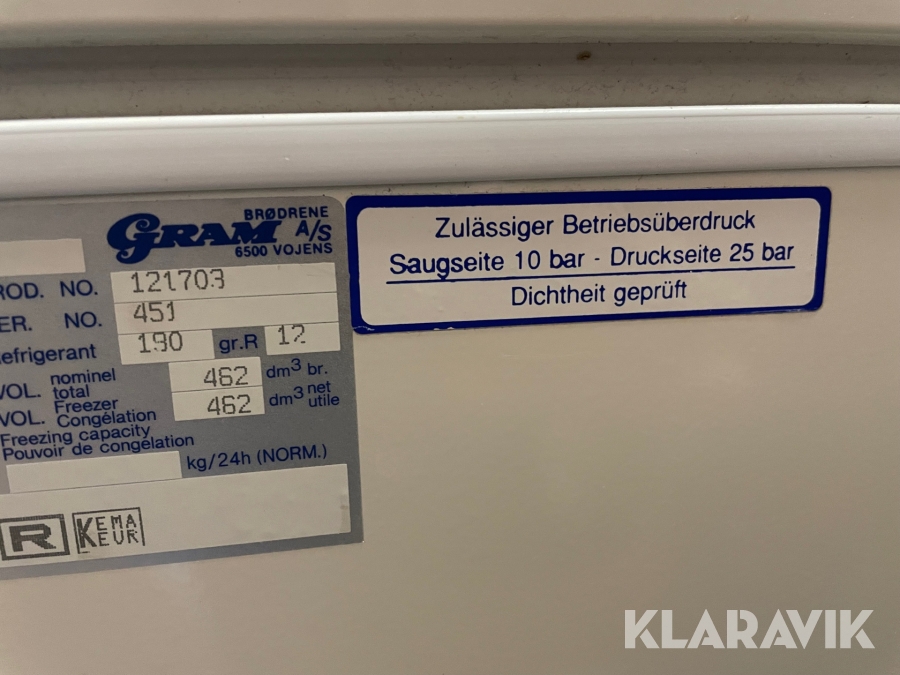 BRØDRENE
GRAM A/S
6500 VOJENS
ROD. NO. 121703
ER. NO. 451
efrigerant 190 gr.R 12
VOL. nominel total 462 dm³ br.
VOL. Freezer Congélation 462 dm³ net utile
Freezing capacity
Pouvoir de congélation
kg/24h (NORM.)
R KEMA KEUR
Zulässiger Betriebsüberdruck
Saugseite 10 bar - Druckseite 25 bar
Dichtheit geprüft
KLARAVIK